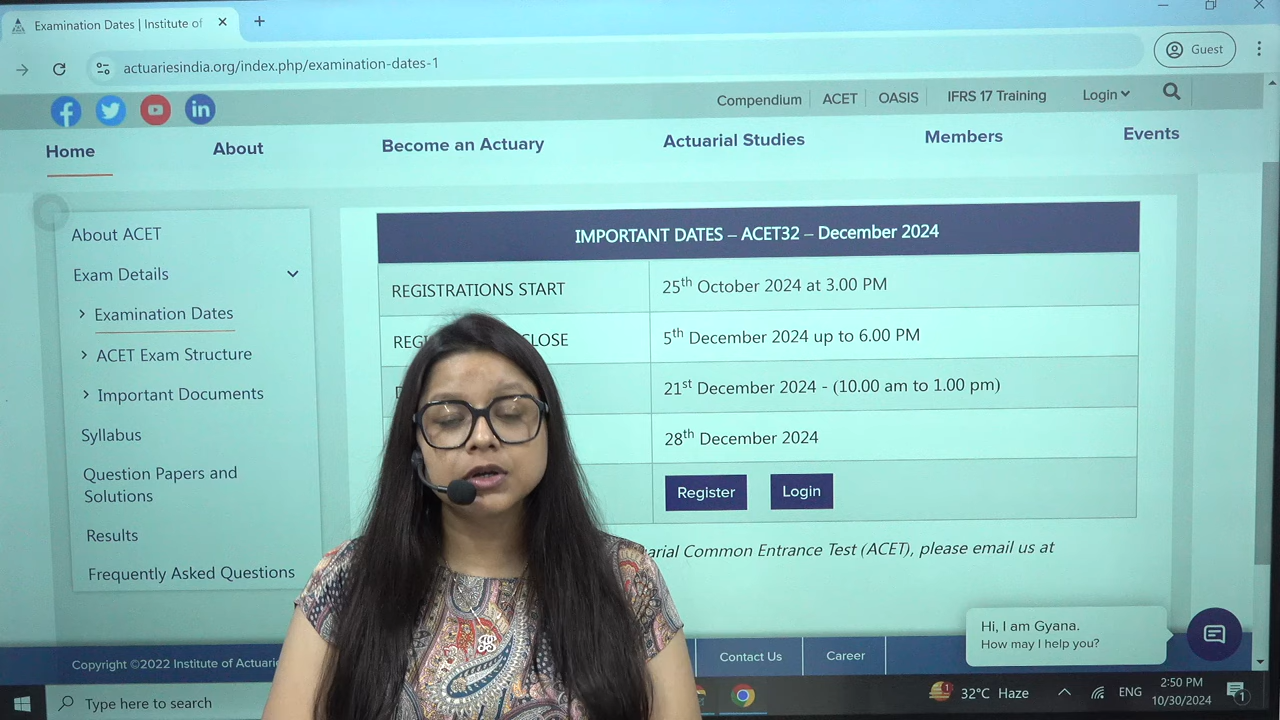 Examination Dates | Institute of
actuariesindia.org/index.php/examination-dates-1
Guest
Compendium ACET OASIS IFRS 17 Training Login
Home About Become an Actuary Actuarial Studies Members Events
About ACET
Exam Details
Examination Dates
ACET Exam Structure
Important Documents
Syllabus
Question Papers and
Solutions
Results
Frequently Asked Questions
IMPORTANT DATES – ACET32 – December 2024
REGISTRATIONS START 25th October 2024 at 3.00 PM
5th December 2024 up to 6.00 PM
21st December 2024 - (10.00 am to 1.00 pm)
28th December 2024
Register Login
Common Entrance Test (ACET), please email us at
Hi, I am Gyana.
How may I help you?
Copyright ©2022 Institute of
Contact Us Career
Type here to search
32°C Haze
ENG
2:50 PM
10/30/2024
1
1